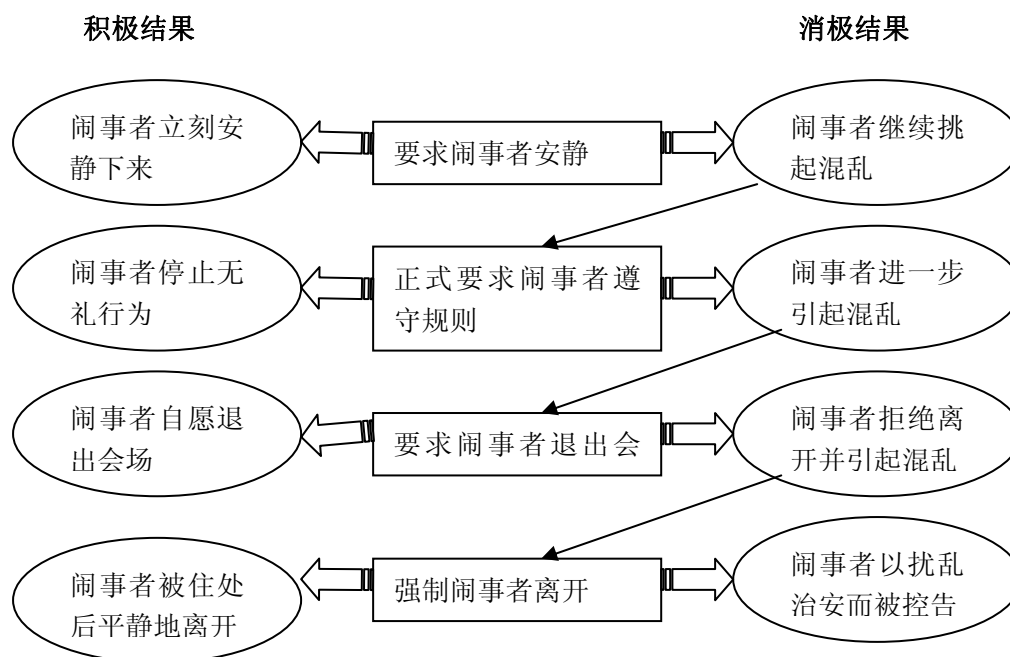 积极结果
消极结果
闹事者立刻安
静下来
要求闹事者安静
闹事者继续挑
起混乱
闹事者停止无
礼行为
正式要求闹事者遵
守规则
闹事者进一步
引起混乱
闹事者自愿退
出会场
要求闹事者退出会
闹事者拒绝离
开并引起混乱
闹事者被住处
后平静地离开
强制闹事者离开
闹事者以扰乱
治安而被控告